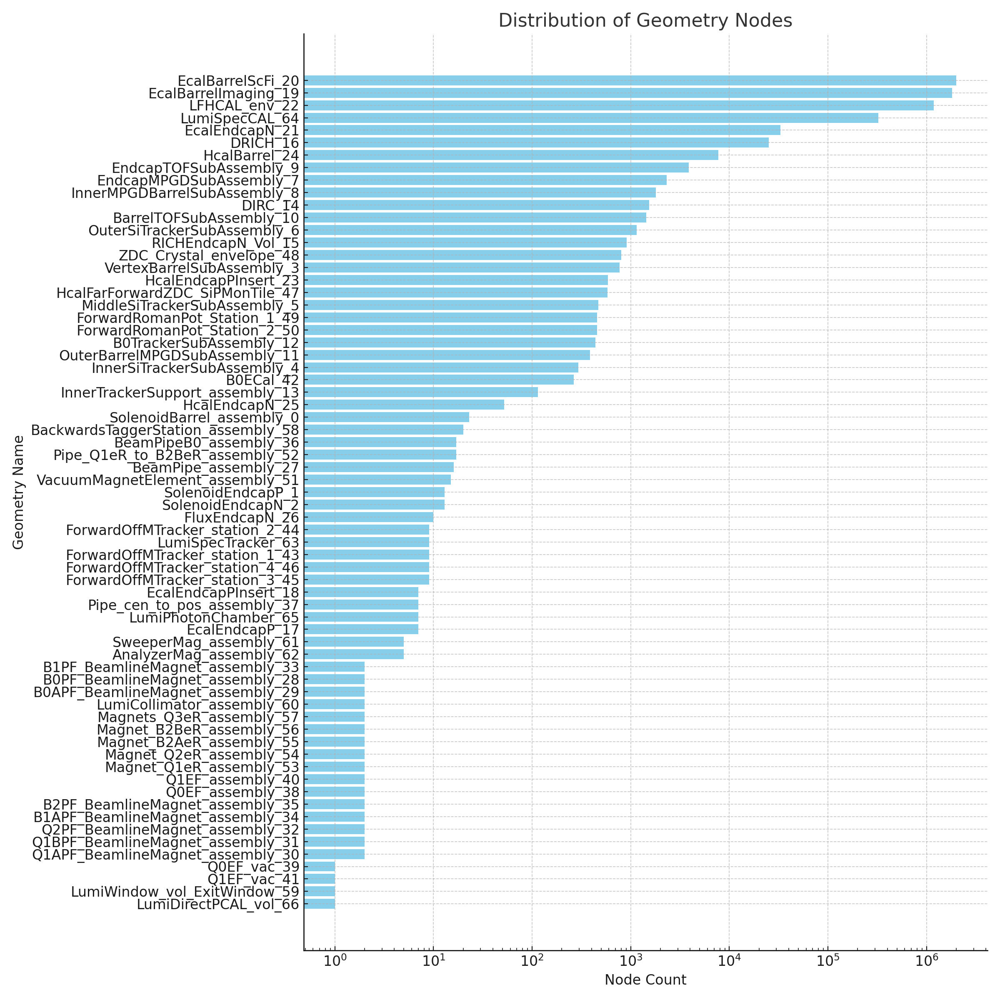 Distribution of Geometry Nodes
EcalBarrelScFi_20
EcalBarrelImaging_19
LFHCAL_env_22
LumiSpecCAL_64
EcalEndcapN_21
DRICH_16
HcalBarrel_24
EndcapTOFSubAssembly_9
EndcapMPGDSubAssembly_7
InnerMPGDBarrelSubAssembly_8
DIRC_14
BarrelTOFSubAssembly_10
OuterSiTrackerSubAssembly_6
RICHEndcapN_Vol_15
ZDC_Crystal_envelope_48
VertexBarrelSubAssembly_3
HcalEndcapPInsert_23
HcalFarForwardZDC_SiPMonTile_47
MiddleSiTrackerSubAssembly_5
ForwardRomanPot_Station_1_49
ForwardRomanPot_Station_2_50
B0TrackerSubAssembly_12
OuterBarrelMPGDSubAssembly_11
InnerSiTrackerSubAssembly_4
B0ECal_42
InnerTrackerSupport_assembly_13
HcalEndcapN_25
SolenoidBarrel_assembly_0
BackwardsTaggerStation_assembly_58
BeamPipeB0_assembly_36
Pipe_Q1eR_to_B2BeR_assembly_52
BeamPipe_assembly_27
VacuumMagnetElement_assembly_51
SolenoidEndcapP_1
SolenoidEndcapN_2
FluxEndcapN_26
ForwardOffMTracker_station_2_44
LumiSpecTracker_63
ForwardOffMTracker_station_1_43
ForwardOffMTracker_station_4_46
ForwardOffMTracker_station_3_45
EcalEndcapPInsert_18
Pipe_cen_to_pos_assembly_37
LumiPhotonChamber_65
EcalEndcapP_17
SweeperMag_assembly_61
AnalyzerMag_assembly_62
B1PF_BeamlineMagnet_assembly_33
B0PF_BeamlineMagnet_assembly_28
B0APF_BeamlineMagnet_assembly_29
LumiCollimator_assembly_60
Magnets_Q3eR_assembly_57
Magnet_B2BeR_assembly_56
Magnet_B2AeR_assembly_55
Magnet_Q2eR_assembly_54
Magnet_Q1eR_assembly_53
Q1EF_assembly_40
Q0EF_assembly_38
B2PF_BeamlineMagnet_assembly_35
B1APF_BeamlineMagnet_assembly_34
Q2PF_BeamlineMagnet_assembly_32
Q1BPF_BeamlineMagnet_assembly_31
Q1APF_BeamlineMagnet_assembly_30
Q0EF_vac_39
Q1EF_vac_41
LumiWindow_vol_ExitWindow_59
LumiDirectPCAL_vol_66
Geometry Name
10⁰ 10¹ 10² 10³ 10⁴ 10⁵ 10⁶
Node Count